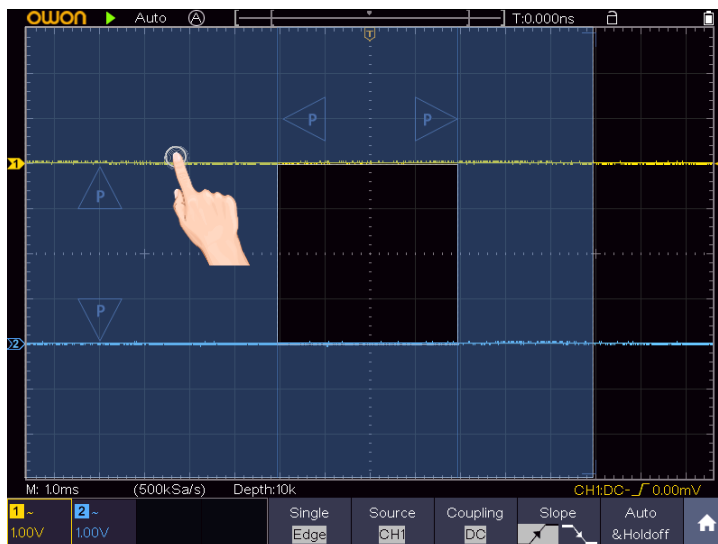 OWON Auto A T T:0.000ns
P P
1
P
P
2
M: 1.0ms (500kSa/s) Depth:10k CH1:DC- 0.00mV
1 ~ 2 ~ Single Source Coupling Slope Auto
1.00V 1.00V Edge CH1 DC &Holdoff